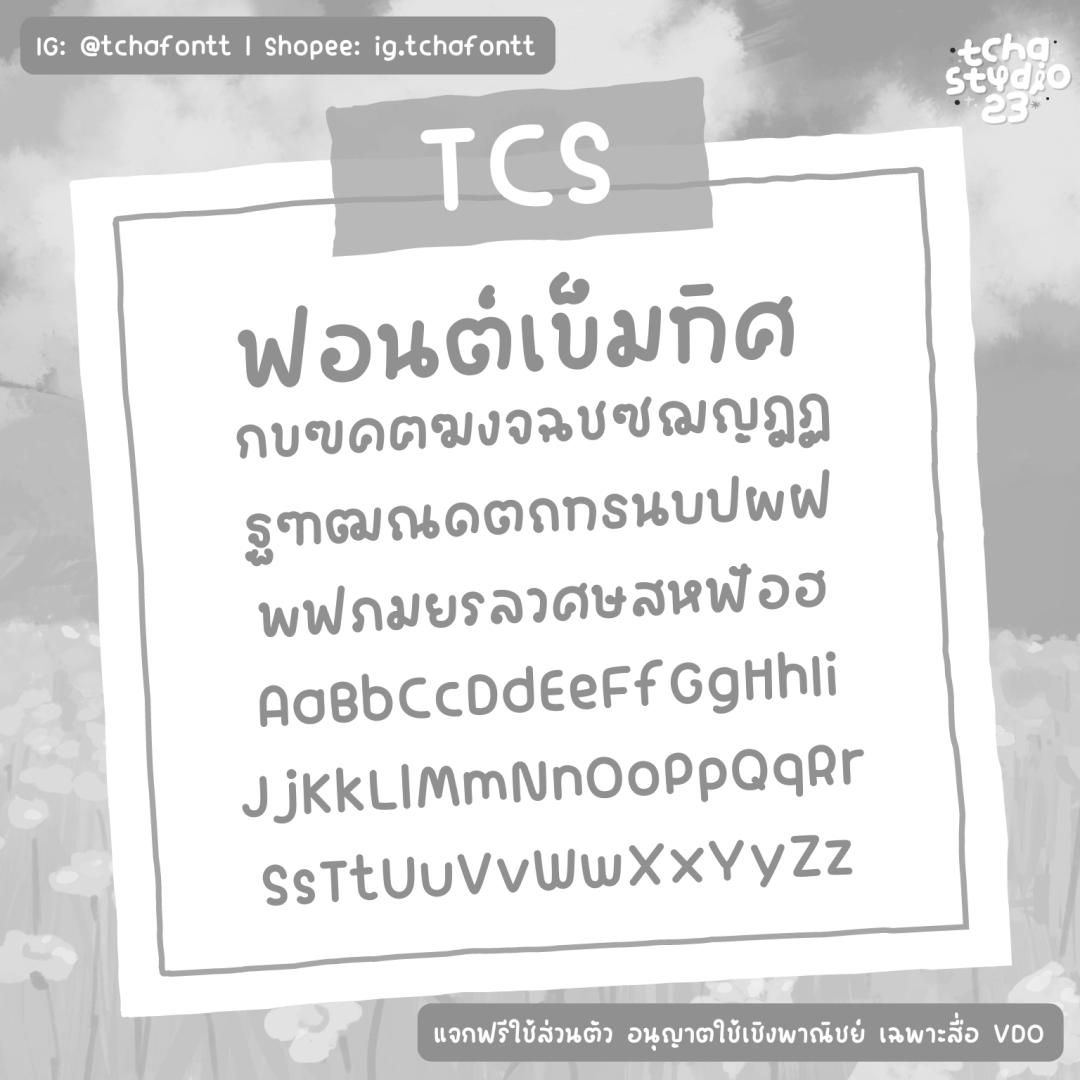 IG: @tchafontt | Shopee: ig.tchafontt
tcha
studio
23
TCS
ฟอนต์เข็มทิศ
กขฃคฅฆงจฉชซฌญฎฏ
ฐฑฒณดตถทธนบปผฝ
พฟภมยรลวศษสหฬอฮ
AaBbCcDdEeFfGgHhIi
JjKkLlMmNnOoPpQqRr
SsTtUuVvWwXxYyZz
แจกฟรีใช้ส่วนตัว อนุญาตใช้เชิงพาณิชย์ เฉพาะสื่อ VDO